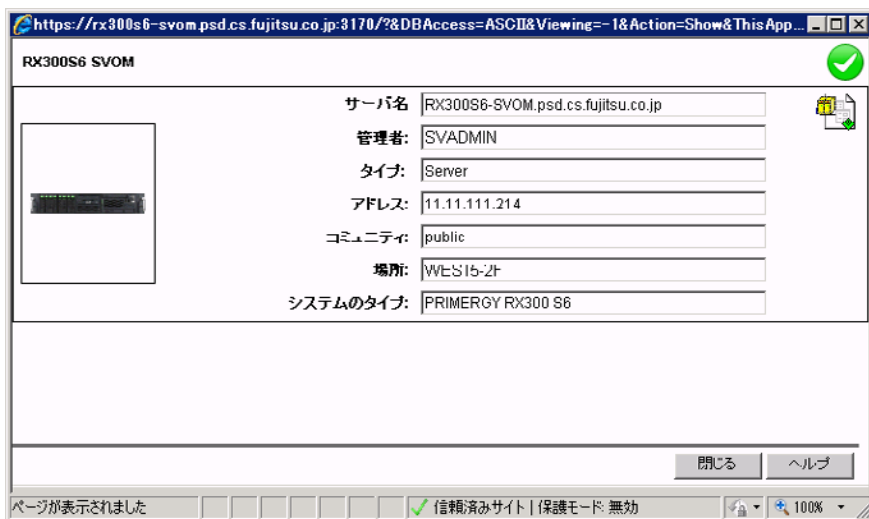 https://rx300s6-svom.psd.cs.fujitsu.co.jp:3170/?&DBAccess=ASCII&Viewing=-1&Action=Show&ThisApp...
RX300S6 SVOM
サーバ名 RX300S6-SVOM.psd.cs.fujitsu.co.jp
管理者: SVADMIN
タイプ: Server
アドレス: 11.11.111.214
コミュニティ: public
場所: WEST5-2F
システムのタイプ: PRIMERGY RX300 S6
閉じる ヘルプ
ページが表示されました 信頼済みサイト | 保護モード: 無効 100%